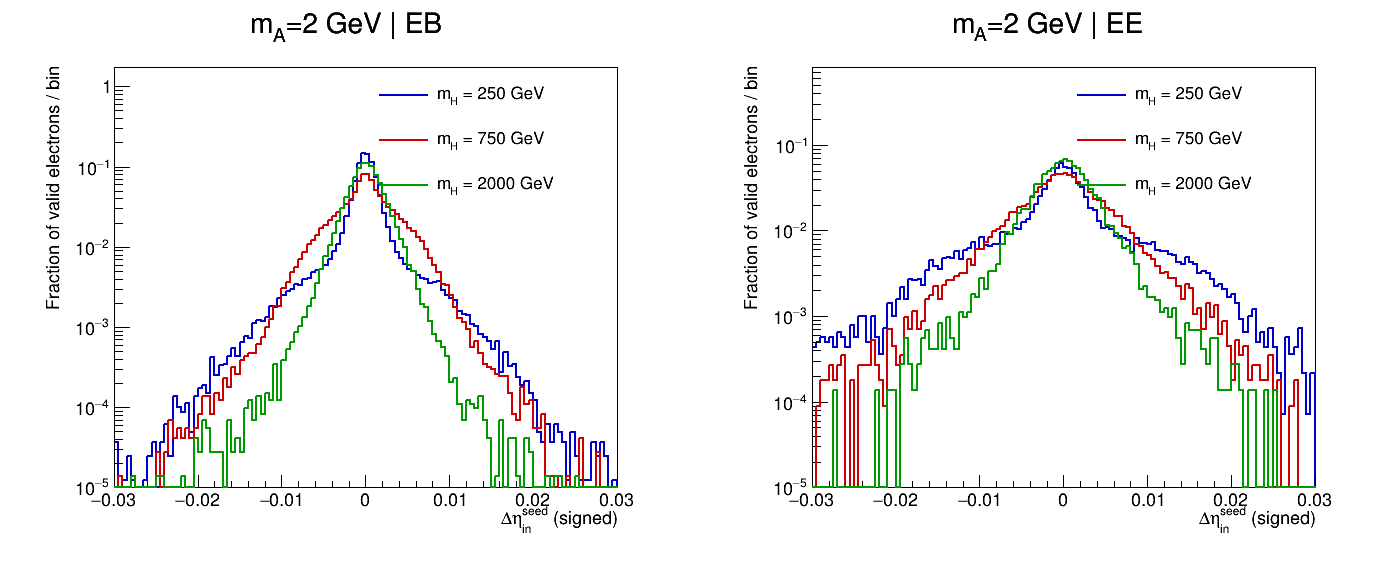 m_A=2 GeV | EB
Fraction of valid electrons / bin
1
10^−1
10^−2
10^−3
10^−4
10^−5
m_H = 250 GeV
m_H = 750 GeV
m_H = 2000 GeV
−0.03 −0.02 −0.01 0 0.01 0.02 0.03
Δη_in^seed (signed)
m_A=2 GeV | EE
Fraction of valid electrons / bin
10^−1
10^−2
10^−3
10^−4
10^−5
m_H = 250 GeV
m_H = 750 GeV
m_H = 2000 GeV
−0.03 −0.02 −0.01 0 0.01 0.02 0.03
Δη_in^seed (signed)